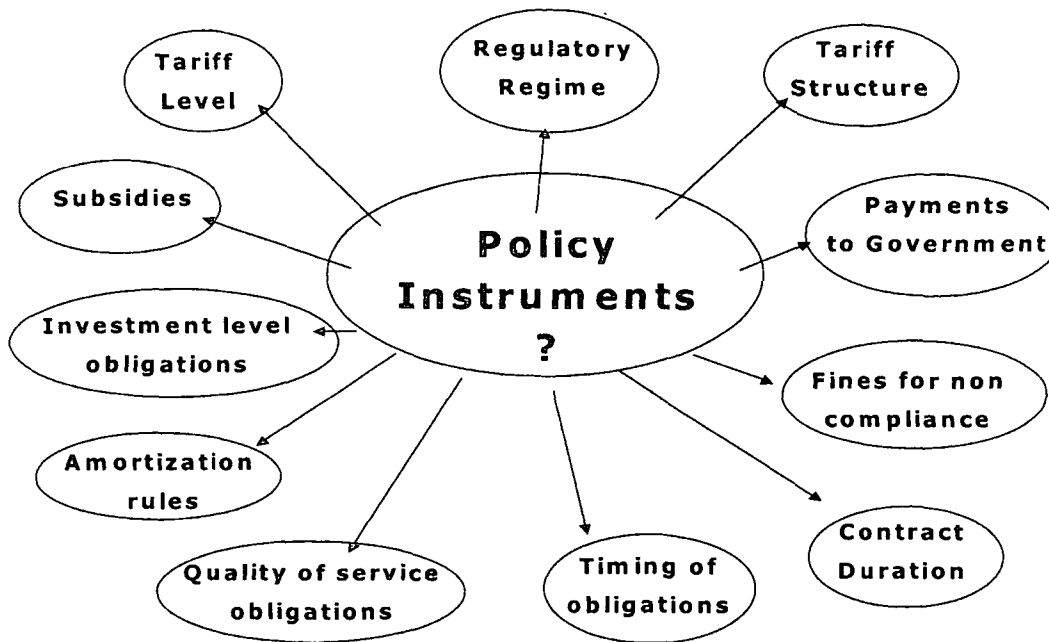 Tariff
Level
Regulatory
Regime
Tariff
Structure
Subsidies
Payments
to Government
Policy
Instruments
?
Investment level
obligations
Fines for non
compliance
Amortization
rules
Contract
Duration
Quality of service
obligations
Timing of
obligations